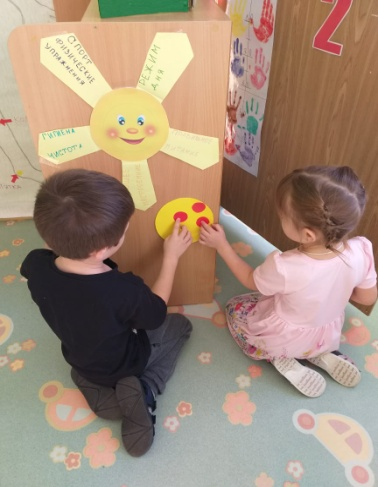 СПОРТ
ФИЗИЧЕСКИЕ
УПРАЖНЕНИЯ
РЕЖИМ
ДНЯ
ГИГИЕНА
ЧИСТОТА
2